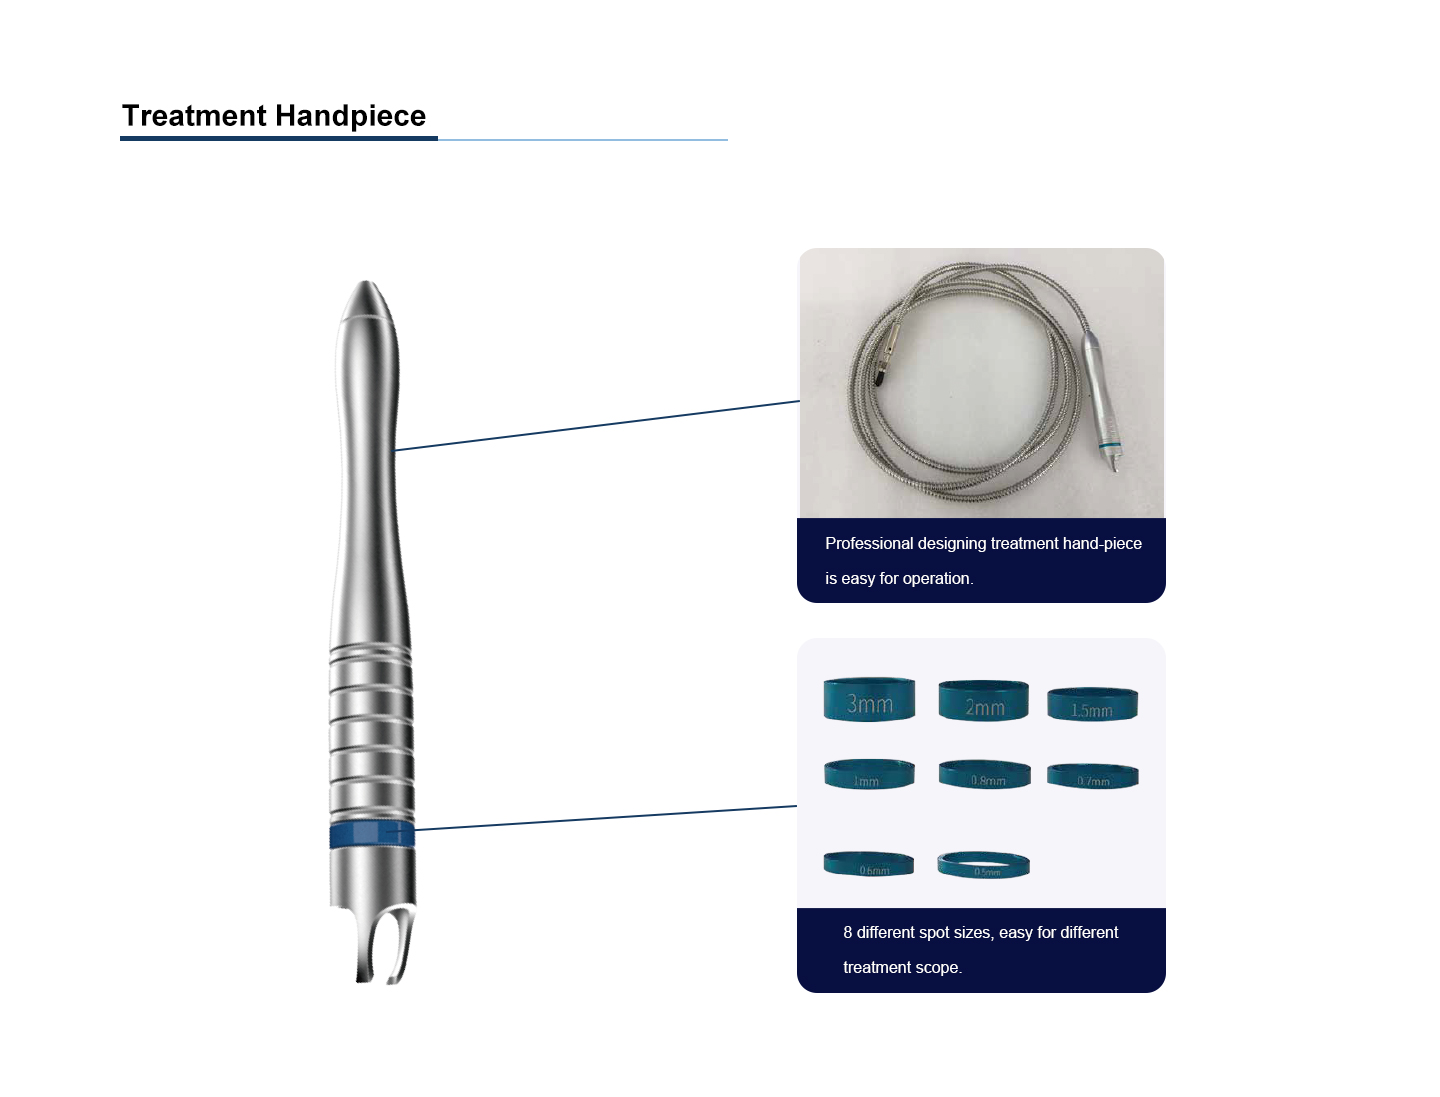 Treatment Handpiece
Professional designing treatment hand-piece
is easy for operation.
3mm
2mm
1.5mm
1mm
0.8mm
0.7mm
0.6mm
0.5mm
8 different spot sizes, easy for different
treatment scope.